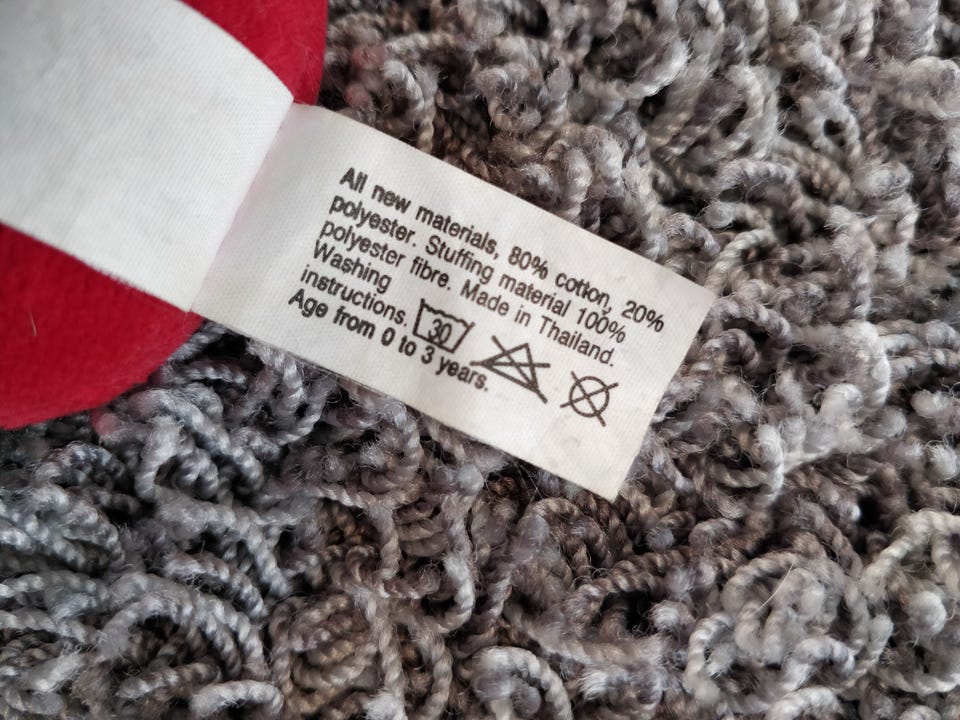 All new materials, 80% cotton, 20%
polyester. Stuffing material 100%
polyester fibre. Made in Thailand.
Washing
instructions. 30
Age from 0 to 3 years.